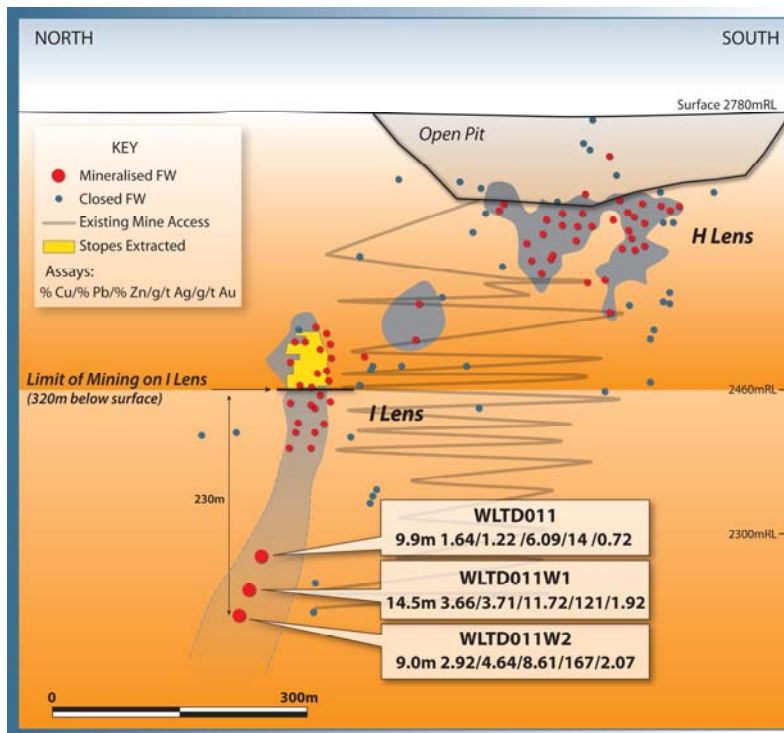 NORTH
SOUTH
Surface 2780mRL
Open Pit
KEY
Mineralised FW
Closed FW
Existing Mine Access
Stopes Extracted
Assays:
% Cu/% Pb/% Zn/g/t Ag/g/t Au
H Lens
Limit of Mining on I Lens
(320m below surface)
2460mRL
I Lens
230m
2300mRL
WLTD011
9.9m 1.64/1.22 /6.09/14 /0.72
WLTD011W1
14.5m 3.66/3.71/11.72/121/1.92
WLTD011W2
9.0m 2.92/4.64/8.61/167/2.07
0
300m